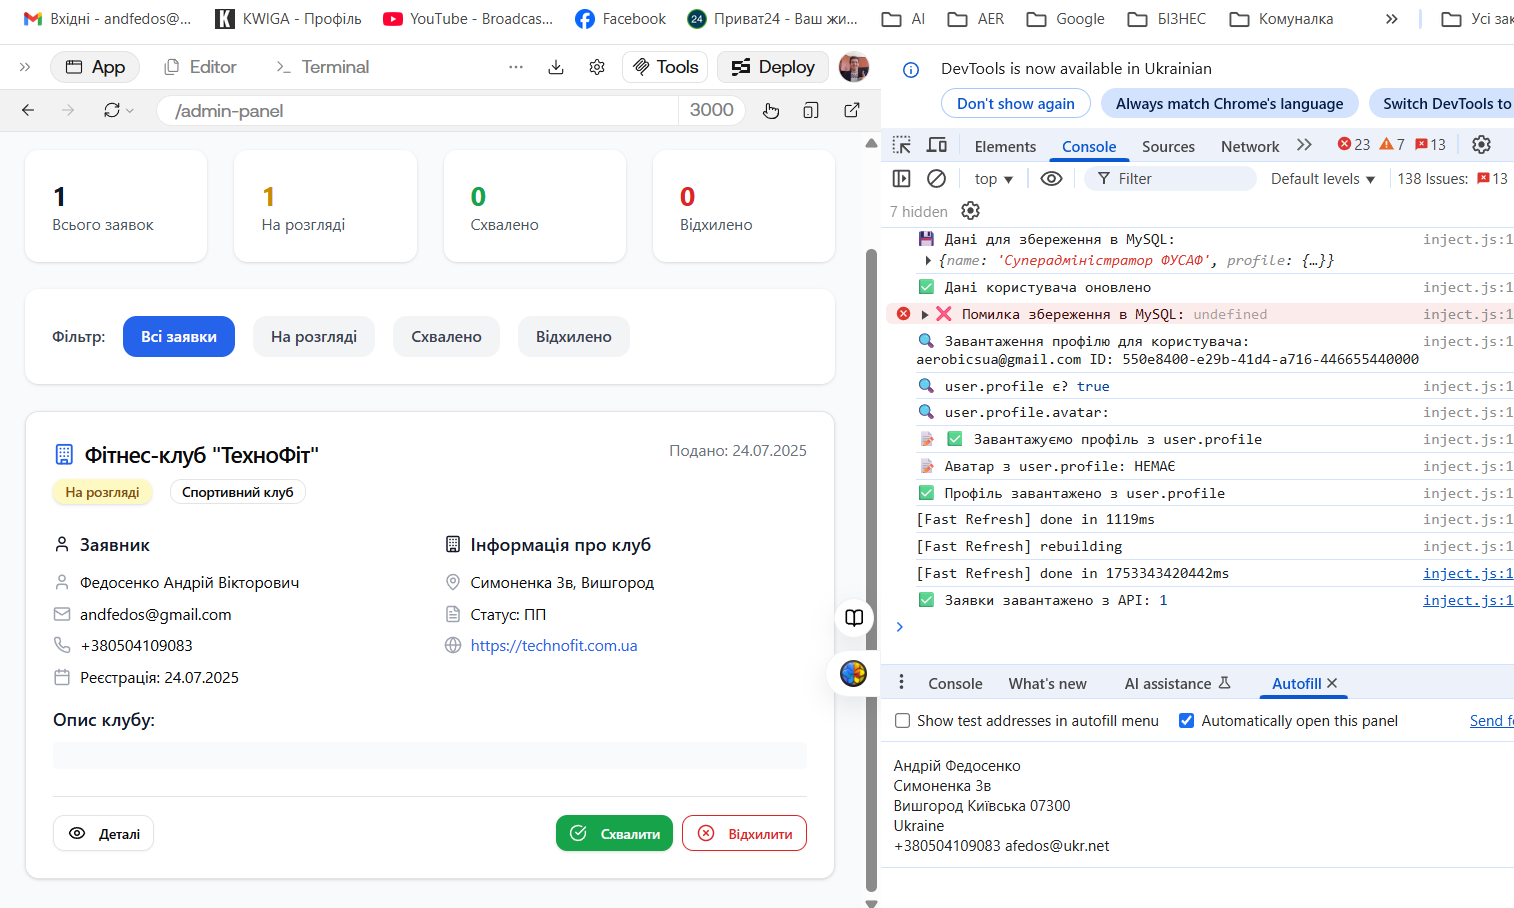 Вхідні - andfedos@...
KWIGA - Профіль
YouTube - Broadcas...
Facebook
24
Приват24 - Ваш жи...
AI
AER
Google
БІЗНЕС
Комуналка
Усі зак
App
Editor
Terminal
Tools
Deploy
/admin-panel
3000
1
Всього заявок
1
На розгляді
0
Схвалено
0
Відхилено
Фільтр:
Всі заявки
На розгляді
Схвалено
Відхилено
Фітнес-клуб "ТехноФіт"
Подано: 24.07.2025
На розгляді
Спортивний клуб
Заявник
Федосенко Андрій Вікторович
andfedos@gmail.com
+380504109083
Реєстрація: 24.07.2025
Інформація про клуб
Симоненка 3в, Вишгород
Статус: ПП
https://technofit.com.ua
Опис клубу:
Деталі
Схвалити
Відхилити
DevTools is now available in Ukrainian
Don't show again
Always match Chrome's language
Switch DevTools to
Elements
Console
Sources
Network
23
7
13
top
Filter
Default levels
138 Issues:
13
7 hidden
Дані для збереження в MySQL: inject.js:1
{name: 'Суперадміністратор ФУСАФ', profile: {…}}
Дані користувача оновлено inject.js:1
Помилка збереження в MySQL: undefined inject.js:1
Завантаження профілю для користувача: inject.js:1
aerobicsua@gmail.com ID: 550e8400-e29b-41d4-a716-446655440000
user.profile є? true inject.js:1
user.profile.avatar: inject.js:1
Завантажуємо профіль з user.profile inject.js:1
Аватар з user.profile: НЕМАЄ inject.js:1
Профіль завантажено з user.profile inject.js:1
[Fast Refresh] done in 1119ms inject.js:1
[Fast Refresh] rebuilding inject.js:1
[Fast Refresh] done in 1753343420442ms inject.js:1
Заявки завантажено з API: 1 inject.js:1
Console
What's new
AI assistance
Autofill
Show test addresses in autofill menu
Automatically open this panel
Send fe
Андрій Федосенко
Симоненка 3в
Вишгород Київська 07300
Ukraine
+380504109083 afedos@ukr.net